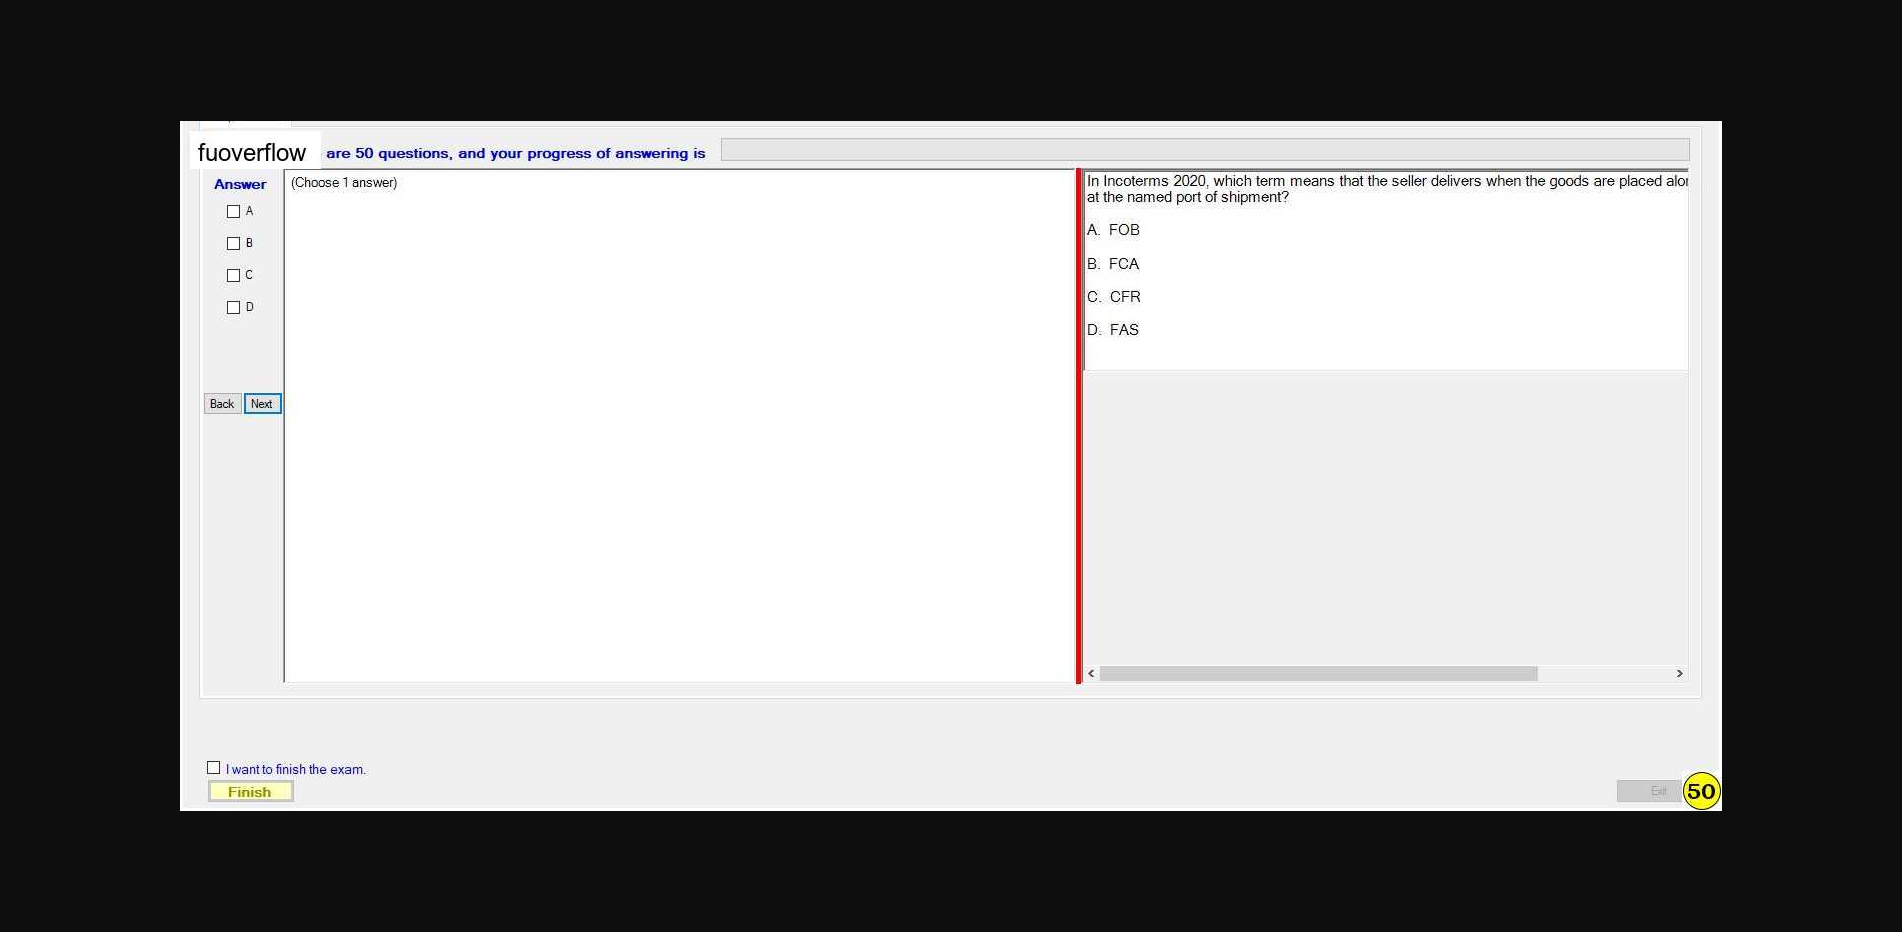 fuoverflow are 50 questions, and your progress of answering is
Answer
(Choose 1 answer)
A
B
C
D
Back Next
In Incoterms 2020, which term means that the seller delivers when the goods are placed
at the named port of shipment?
A. FOB
B. FCA
C. CFR
D. FAS
I want to finish the exam.
Finish
Exit
50